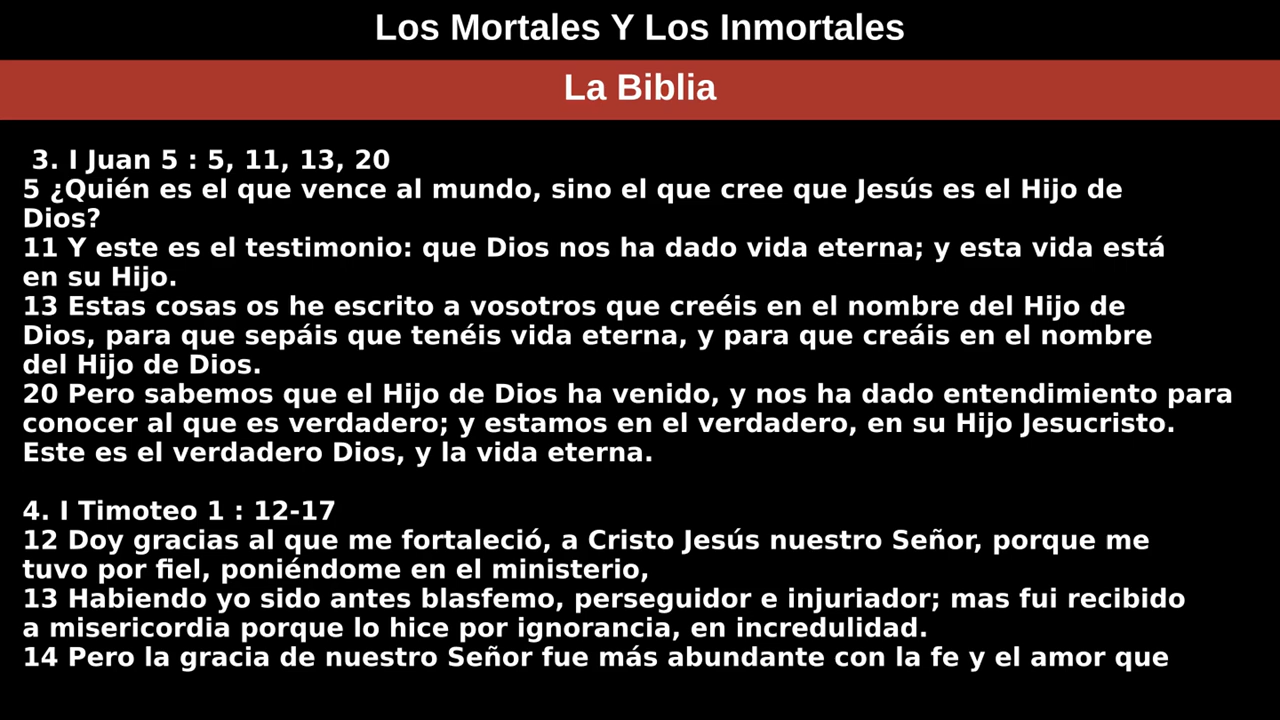 Los Mortales Y Los Inmortales
La Biblia
3. I Juan 5 : 5, 11, 13, 20
5 ¿Quién es el que vence al mundo, sino el que cree que Jesús es el Hijo de
Dios?
11 Y este es el testimonio: que Dios nos ha dado vida eterna; y esta vida está
en su Hijo.
13 Estas cosas os he escrito a vosotros que creéis en el nombre del Hijo de
Dios, para que sepáis que tenéis vida eterna, y para que creáis en el nombre
del Hijo de Dios.
20 Pero sabemos que el Hijo de Dios ha venido, y nos ha dado entendimiento para
conocer al que es verdadero; y estamos en el verdadero, en su Hijo Jesucristo.
Este es el verdadero Dios, y la vida eterna.
4. I Timoteo 1 : 12-17
12 Doy gracias al que me fortaleció, a Cristo Jesús nuestro Señor, porque me
tuvo por fiel, poniéndome en el ministerio,
13 Habiendo yo sido antes blasfemo, perseguidor e injuriador; mas fui recibido
a misericordia porque lo hice por ignorancia, en incredulidad.
14 Pero la gracia de nuestro Señor fue más abundante con la fe y el amor que